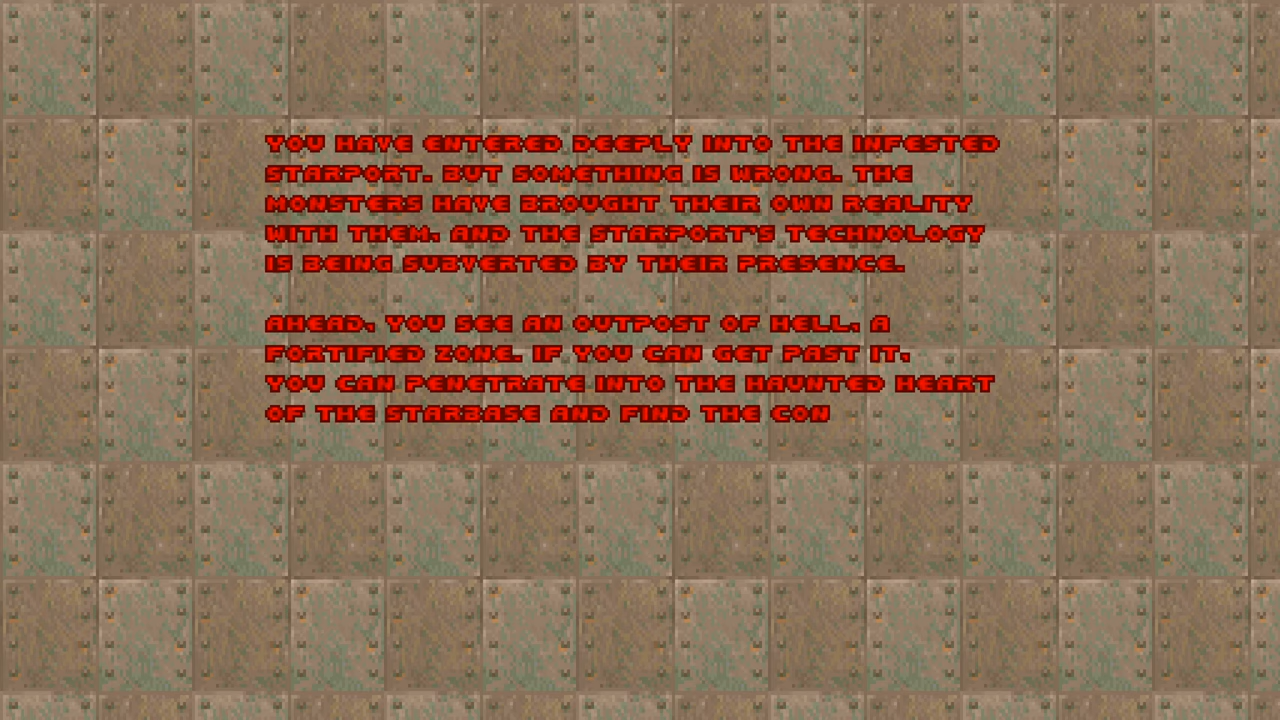 YOU HAVE ENTERED DEEPLY INTO THE INFESTED
STARPORT. BUT SOMETHING IS WRONG. THE
MONSTERS HAVE BROUGHT THEIR OWN REALITY
WITH THEM, AND THE STARPORT'S TECHNOLOGY
IS BEING SUBVERTED BY THEIR PRESENCE.

AHEAD, YOU SEE AN OUTPOST OF HELL, A
FORTIFIED ZONE. IF YOU CAN GET PAST IT,
YOU CAN PENETRATE INTO THE HAUNTED HEART
OF THE STARBASE AND FIND THE CON